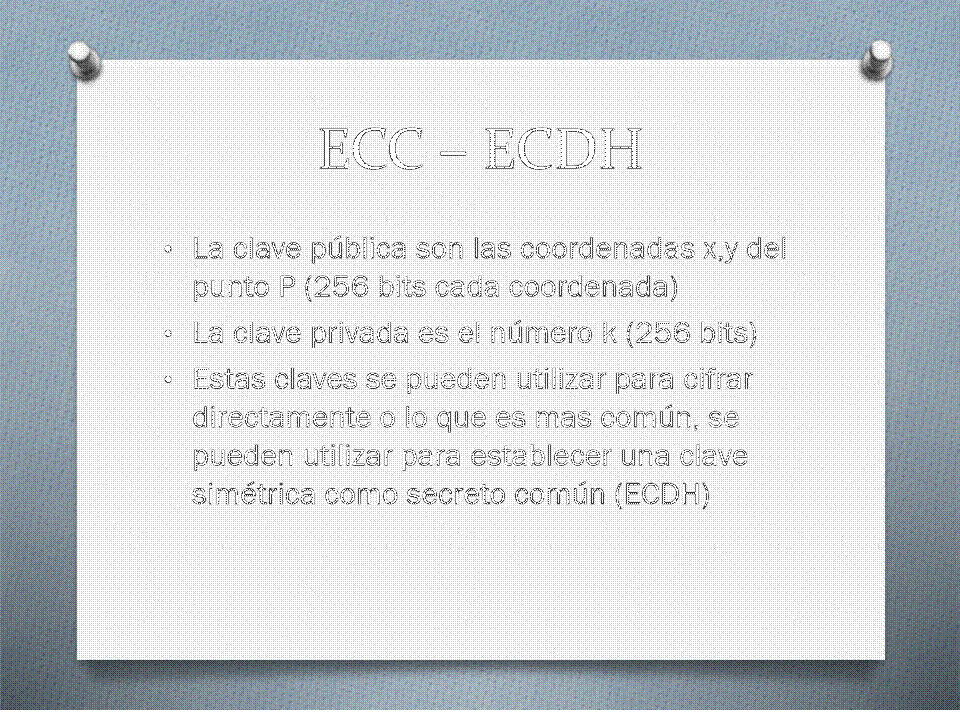 ECC – ECDH
• La clave pública son las coordenadas x,y del
punto P (256 bits cada coordenada)
• La clave privada es el número k (256 bits)
• Estas claves se pueden utilizar para cifrar
directamente o lo que es mas común, se
pueden utilizar para establecer una clave
simétrica como secreto común (ECDH)